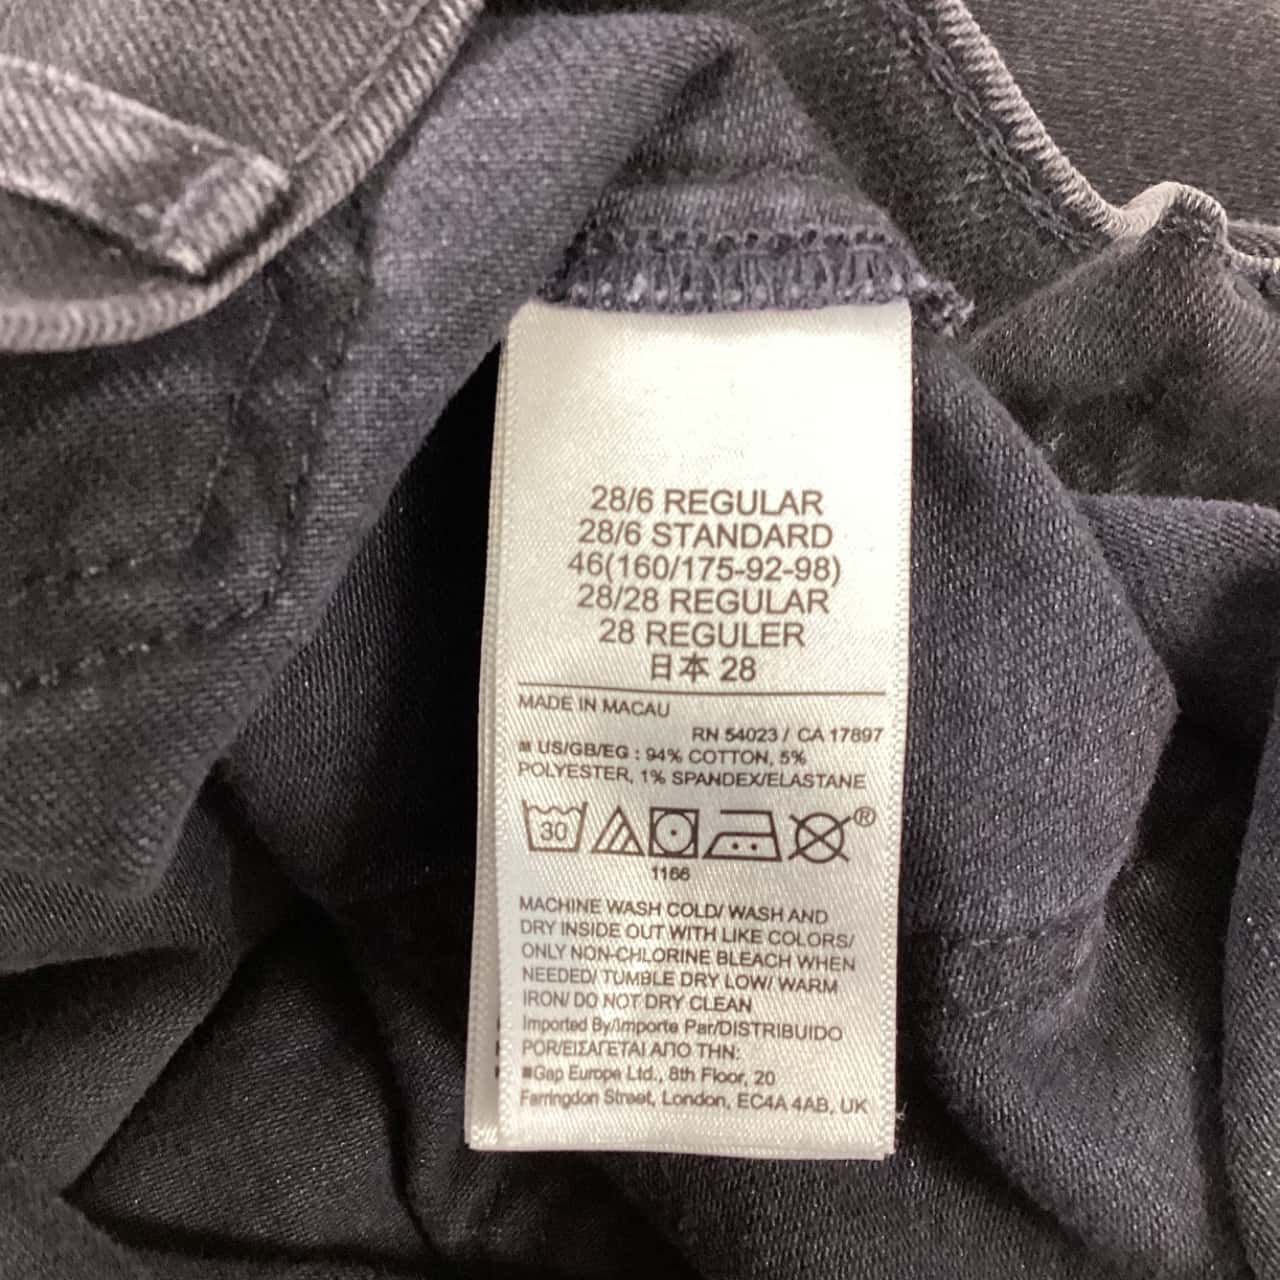 28/6 REGULAR
28/6 STANDARD
46(160/175-92-98)
28/28 REGULAR
28 REGULER
日本 28
MADE IN MACAU
RN 54023 / CA 17897
US/GB/EG : 94% COTTON, 5%
POLYESTER, 1% SPANDEX/ELASTANE
30
®
1166
MACHINE WASH COLD/ WASH AND
DRY INSIDE OUT WITH LIKE COLORS/
ONLY NON-CHLORINE BLEACH WHEN
NEEDED/ TUMBLE DRY LOW/ WARM
IRON/ DO NOT DRY CLEAN
Imported By/Importe Par/DISTRIBUIDO
POR/ΕΙΣΑΓΕΤΑΙ ΑΠΟ ΤΗΝ:
■Gap Europe Ltd., 8th Floor, 20
Farringdon Street, London, EC4A 4AB, UK